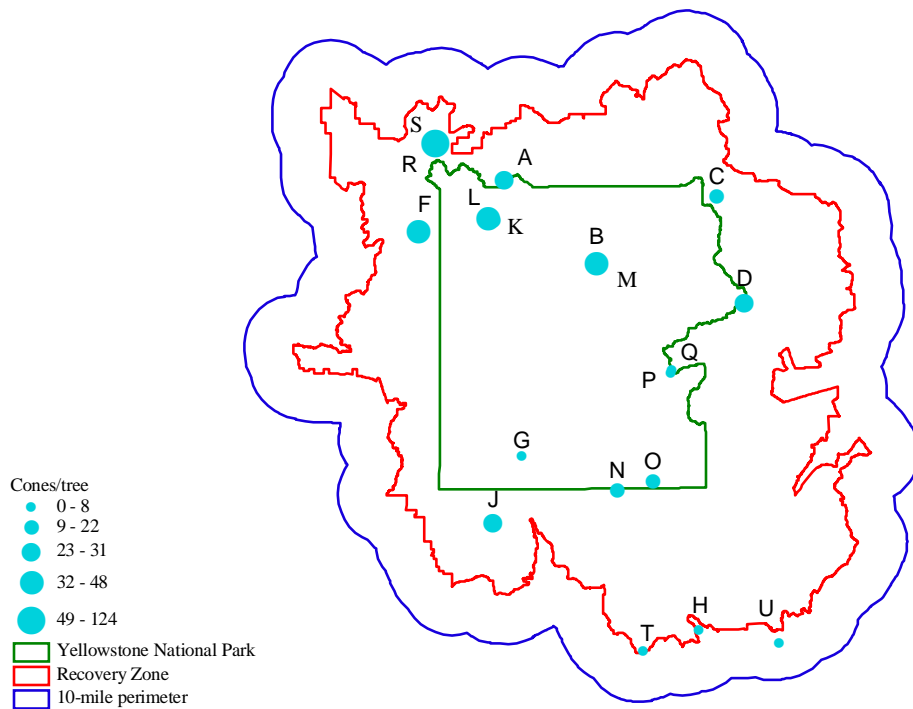 S
R
A
C
F
L
K
B
M
D
Q
P
G
N
O
J
H
U
T
Cones/tree
0 - 8
9 - 22
23 - 31
32 - 48
49 - 124
Yellowstone National Park
Recovery Zone
10-mile perimeter